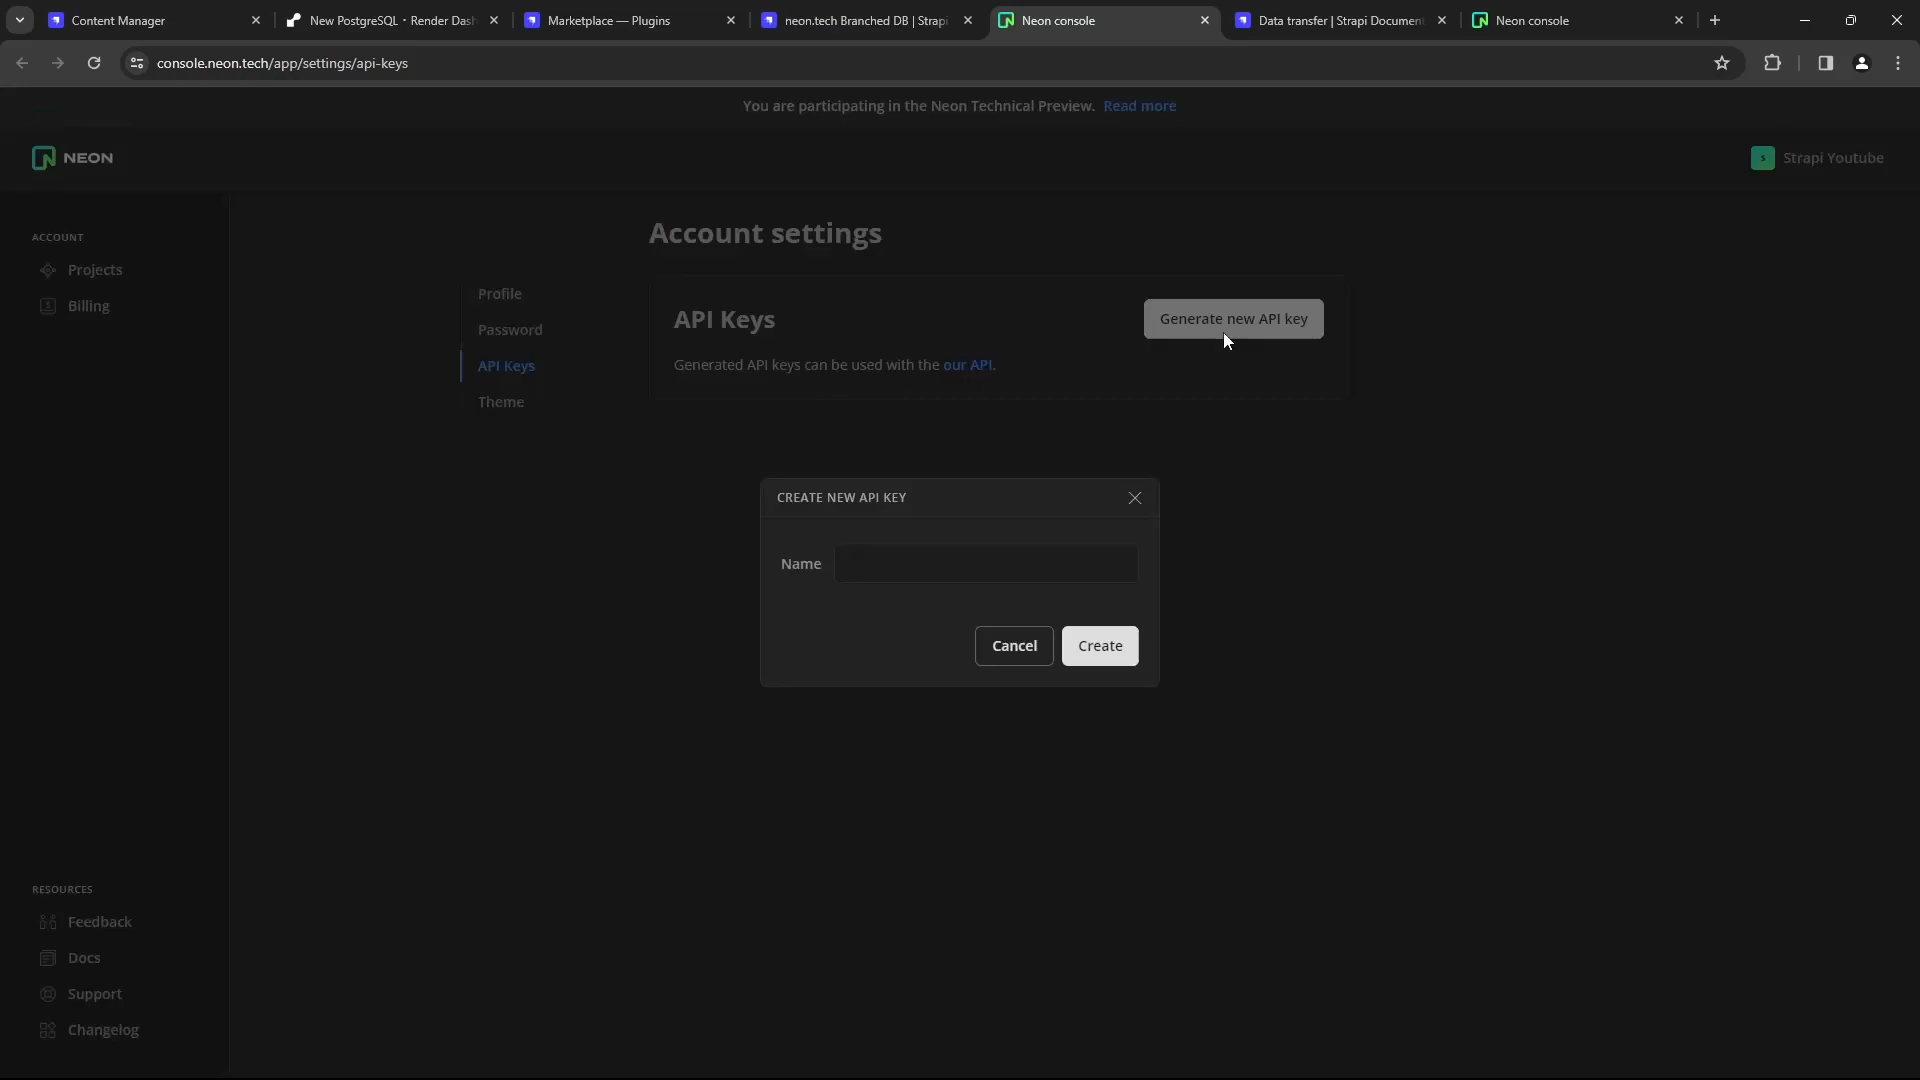 Content Manager
New PostgreSQL · Render Dash
Marketplace — Plugins
neon.tech Branched DB | Strapi
Neon console
Data transfer | Strapi Document
Neon console
console.neon.tech/app/settings/api-keys
You are participating in the Neon Technical Preview. Read more
NEON
S Strapi Youtube
ACCOUNT
Projects
Billing
Account settings
Profile
Password
API Keys
Theme
API Keys
Generate new API key
Generated API keys can be used with the our API.
CREATE NEW API KEY
Name
Cancel
Create
RESOURCES
Feedback
Docs
Support
Changelog